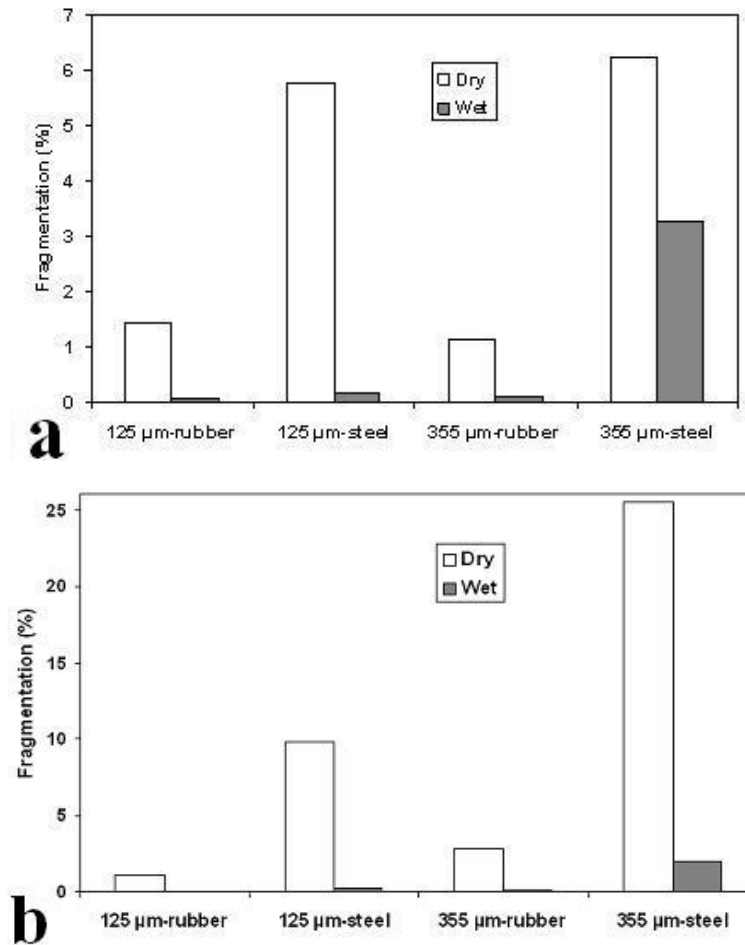 7
6
5
4
3
2
1
0
Fragmentation (%)
Dry
Wet
125 µm-rubber 125 µm-steel 355 µm-rubber 355 µm-steel
a
25
20
15
10
5
0
Fragmentation (%)
Dry
Wet
125 µm-rubber 125 µm-steel 355 µm-rubber 355 µm-steel
b